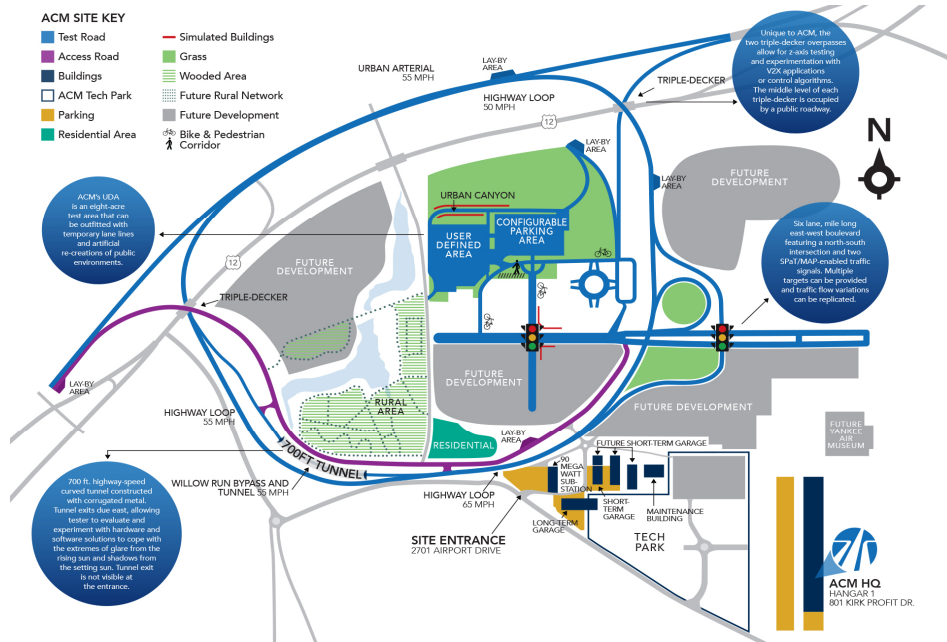 ACM SITE KEY
Test Road
Access Road
Buildings
ACM Tech Park
Parking
Residential Area
Simulated Buildings
Grass
Wooded Area
Future Rural Network
Future Development
Bike & Pedestrian
Corridor
URBAN ARTERIAL
55 MPH
LAY-BY
AREA
HIGHWAY LOOP
50 MPH
12
TRIPLE-DECKER
Unique to ACM, the
two triple-decker overpasses
allow for z-axis testing
and experimentation with
V2X applications
or control algorithms.
The middle level of each
triple-decker is occupied
by a public roadway.
N
LAY-BY
AREA
LAY-BY
AREA
FUTURE
DEVELOPMENT
ACM's UDA
is an eight-acre
test area that can
be outfitted with
temporary lane lines
and artificial
re-creations of public
environments.
URBAN CANYON
USER
DEFINED
AREA
CONFIGURABLE
PARKING
AREA
Six lane, mile long
east-west boulevard
featuring a north-south
intersection and two
SPaT/MAP-enabled traffic
signals. Multiple
targets can be provided
and traffic flow variations
can be replicated.
FUTURE
DEVELOPMENT
12
TRIPLE-DECKER
LAY-BY
AREA
FUTURE
DEVELOPMENT
RURAL
AREA
FUTURE DEVELOPMENT
HIGHWAY LOOP
55 MPH
RESIDENTIAL
LAY-BY
AREA
FUTURE
YANKEE
AIR
MUSEUM
700FT TUNNEL
WILLOW RUN BYPASS AND
TUNNEL 55 MPH
HIGHWAY LOOP
65 MPH
90
MEGA
WATT
SUB-
STATION
FUTURE SHORT-TERM GARAGE
SHORT-
TERM
GARAGE
MAINTENANCE
BUILDING
LONG-TERM
GARAGE
SITE ENTRANCE
2701 AIRPORT DRIVE
TECH
PARK
700 ft. highway-speed
curved tunnel constructed
with corrugated metal.
Tunnel exits due east, allowing
tester to evaluate and
experiment with hardware and
software solutions to cope with
the extremes of glare from the
rising sun and shadows from
the setting sun. Tunnel exit
is not visible at
the entrance.
ACM HQ
HANGAR 1
801 KIRK PROFIT DR.